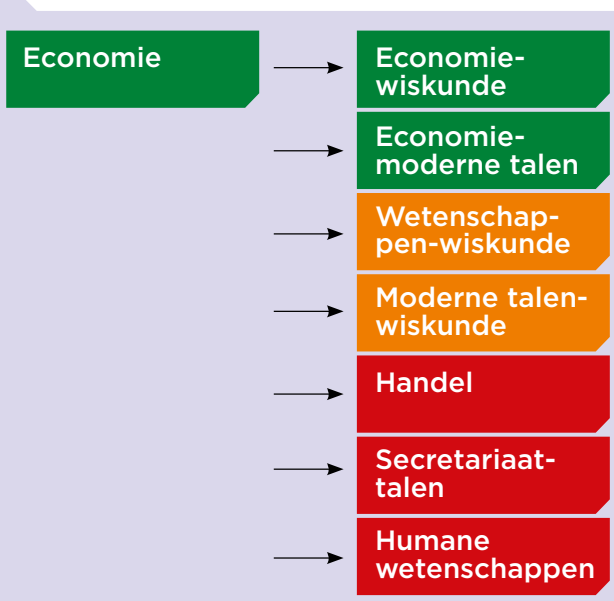 Economie
Economie-
wiskunde
Economie-
moderne talen
Wetenschap-
pen-wiskunde
Moderne talen-
wiskunde
Handel
Secretariaat-
talen
Humane
wetenschappen